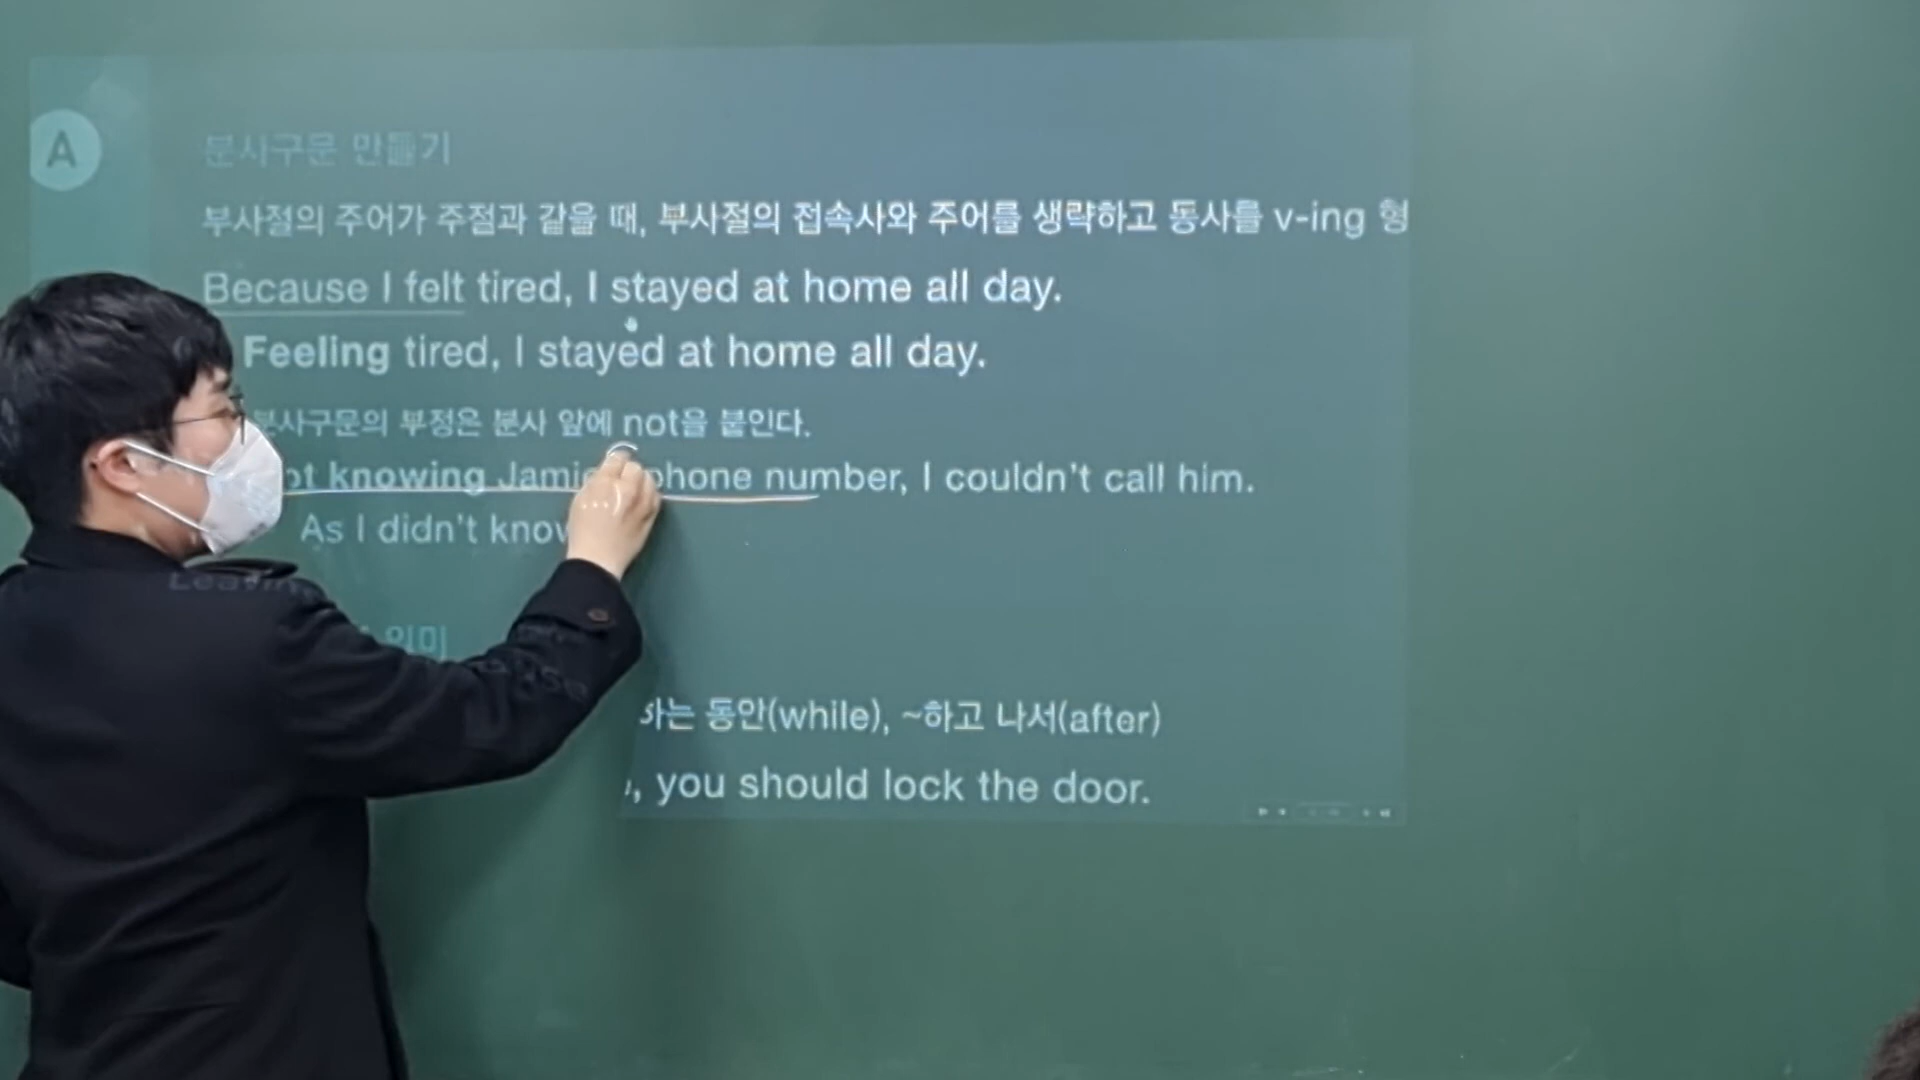 A
분사구문 만들기
부사절의 주어가 주절과 같을 때, 부사절의 접속사와 주어를 생략하고 동사를 v-ing 형
Because I felt tired, I stayed at home all day.
Feeling tired, I stayed at home all day.
분사구문의 부정은 분사 앞에 not을 붙인다.
knowing phone number, I couldn't call him.
As I didn't
의미
하는 동안(while), ~하고 나서(after)
, you should lock the door.